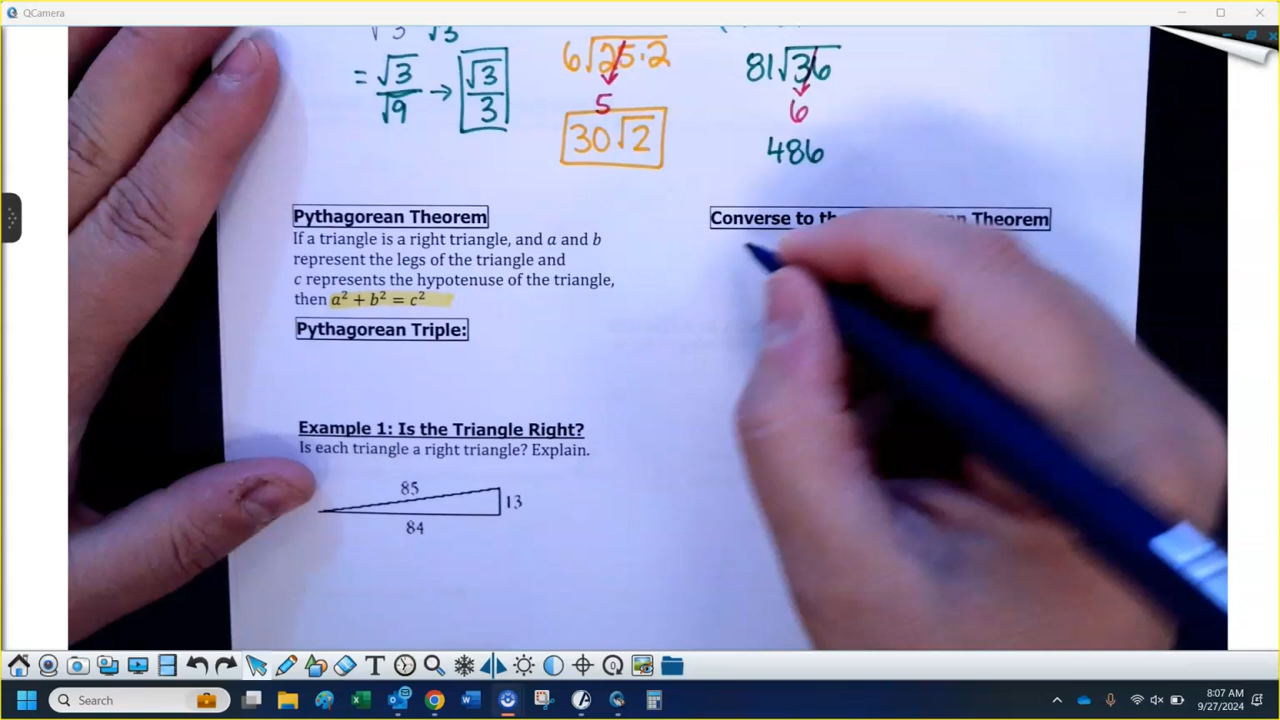 QCamera
√3 √3
= √3/√9 → √3/3
6√25·2
5
30√2
81√36
6
486
Pythagorean Theorem
If a triangle is a right triangle, and a and b
represent the legs of the triangle and
c represents the hypotenuse of the triangle,
then a² + b² = c²
Pythagorean Triple:
Example 1: Is the Triangle Right?
Is each triangle a right triangle? Explain.
85
13
84
Converse to Theorem
Search
8:07 AM
9/27/2024